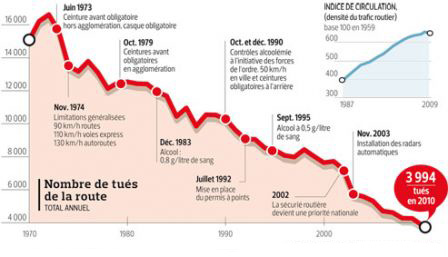 Juin 1973
Ceinture avant obligatoire
hors agglomération, casque obligatoire
Oct. 1979
Ceintures avant
obligatoires
en agglomération
Oct. et déc. 1990
Contrôles alcoolémie
à l'initiative des forces
de l'ordre, 50 km/h
en ville et ceintures
obligatoires à l'arrière
INDICE DE CIRCULATION,
(densité du trafic routier)
base 100 en 1959
700
600
500
400
300
1987
2009
16 000
14 000
12 000
10 000
8 000
6 000
4 000
Nov. 1974
Limitations généralisées
90 km/h routes
110 km/h voies express
130 km/h autoroutes
Déc. 1983
Alcool :
0.8 g/litre de sang
Sept. 1995
Alcool à 0.5 g/litre
de sang
Nov. 2003
Installation des radars
automatiques
Juillet 1992
Mise en place
du permis à points
2002
La sécurité routière
devient une priorité nationale
3 994
tués
en 2010
Nombre de tués
de la route
TOTAL ANNUEL
1970
1980
1990
2000